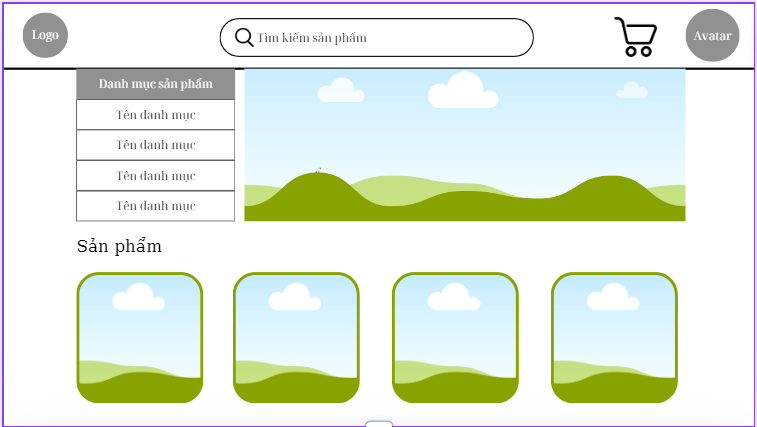 Logo
Tìm kiếm sản phẩm
Avatar
Danh mục sản phẩm
Tên danh mục
Tên danh mục
Tên danh mục
Tên danh mục
Sản phẩm